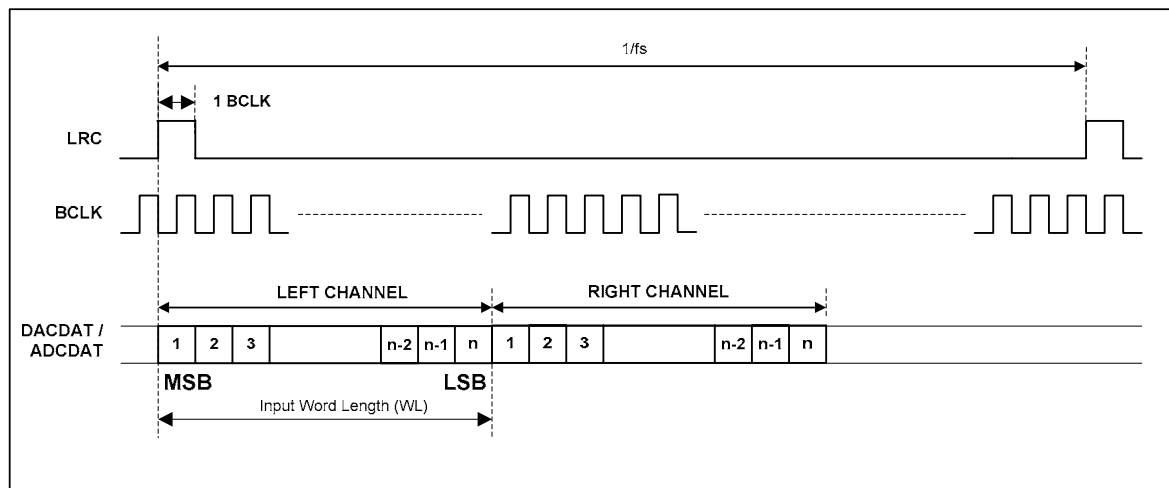 1/fs
1 BCLK
LRC
BCLK
LEFT CHANNEL RIGHT CHANNEL
DACDAT /
ADCDAT
1 2 3 n-2 n-1 n 1 2 3 n-2 n-1 n
MSB LSB
Input Word Length (WL)